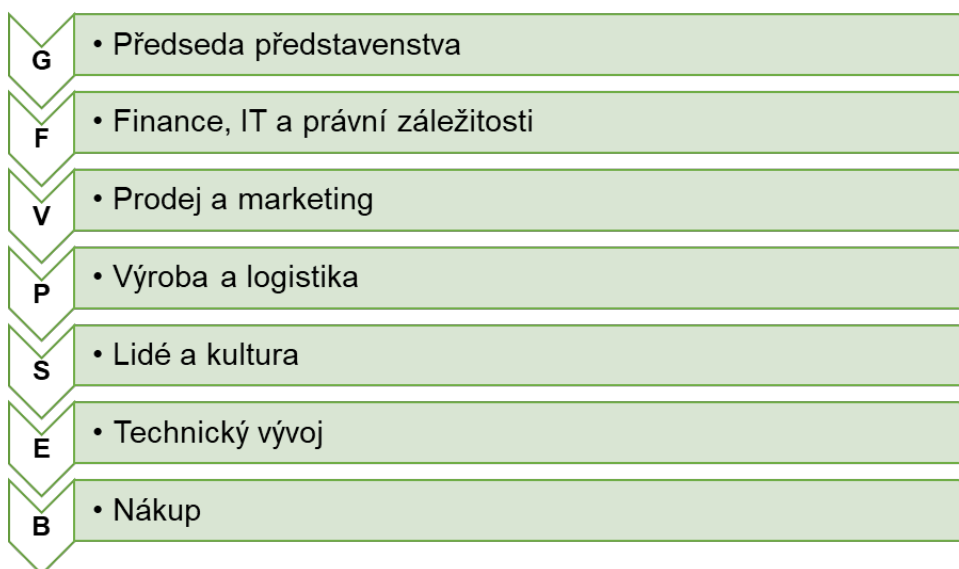 G • Předseda představenstva
F • Finance, IT a právní záležitosti
V • Prodej a marketing
P • Výroba a logistika
S • Lidé a kultura
E • Technický vývoj
B • Nákup